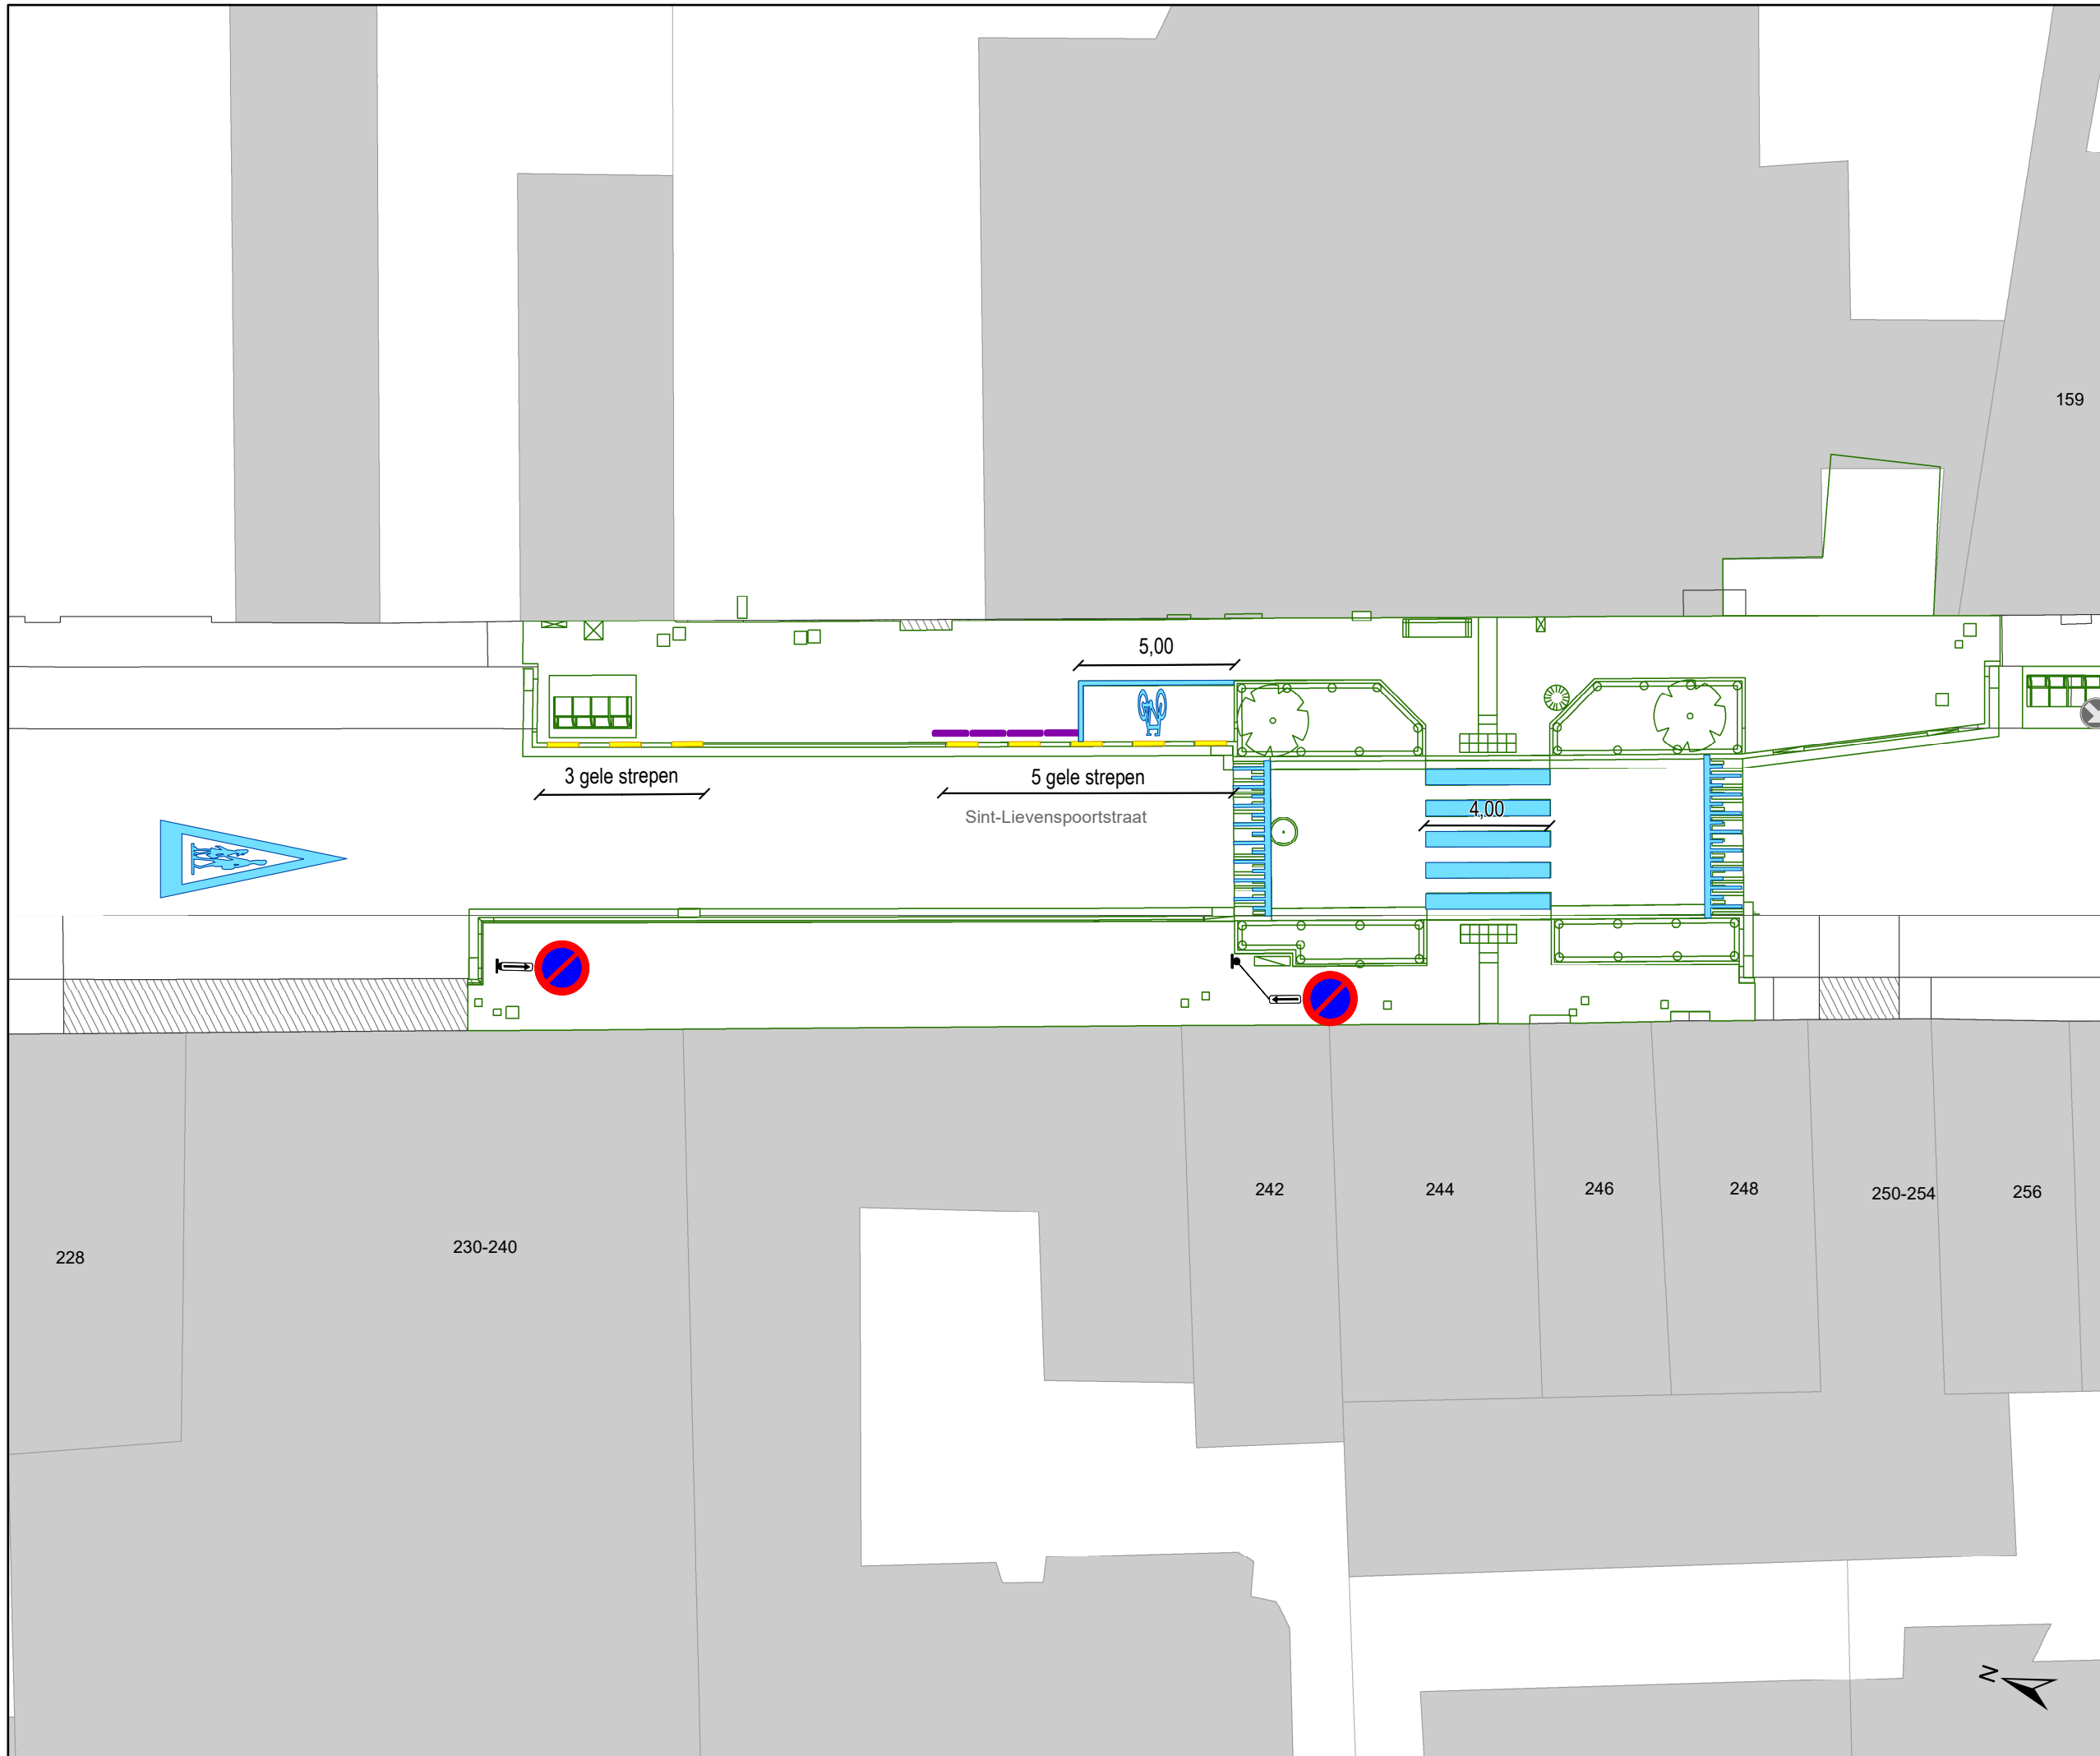 159
5,00
3 gele strepen
5 gele strepen
Sint-Lievenspoortstraat
4,00
242
244
246
248
250-254
256
230-240
228
N